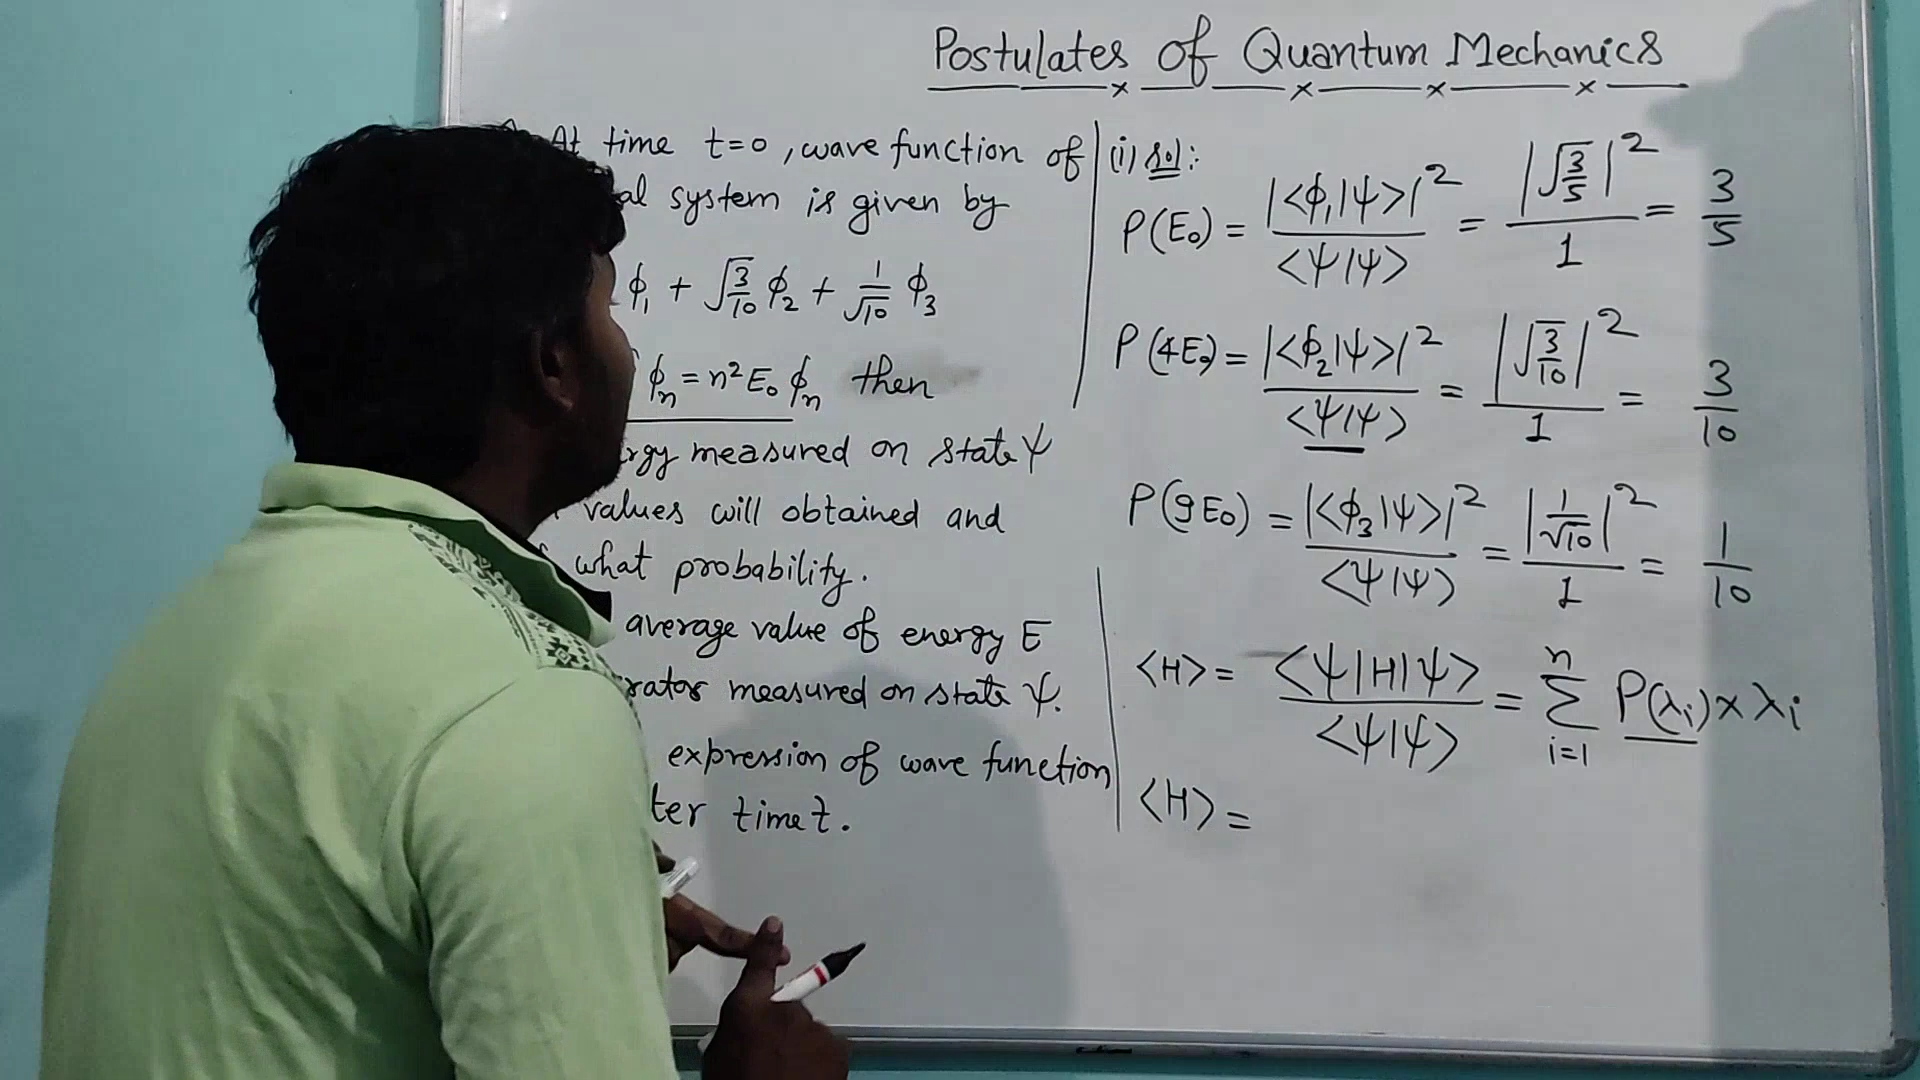 Postulates of Quantum Mechanics
At time t=0, wave function of
al system is given by
ϕ₁ + √(3/10) ϕ₂ + 1/√10 ϕ₃
ϕₙ = n²E₀ ϕₙ then
rgy measured on state ψ
values will obtained and
what probability.
average value of energy E
rator measured on state ψ.
expression of wave function
ter time t.
(i) Sol:
P(E₀) = |<ϕ₁|ψ>|² / <ψ|ψ> = |√(3/5)|² / 1 = 3/5
P(4E₀) = |<ϕ₂|ψ>|² / <ψ|ψ> = |√(3/10)|² / 1 = 3/10
P(9E₀) = |<ϕ₃|ψ>|² / <ψ|ψ> = |1/√10|² / 1 = 1/10
<H> = <ψ|H|ψ> / <ψ|ψ> = Σ_{i=1}^{n} P(λᵢ) × λᵢ
<H> =